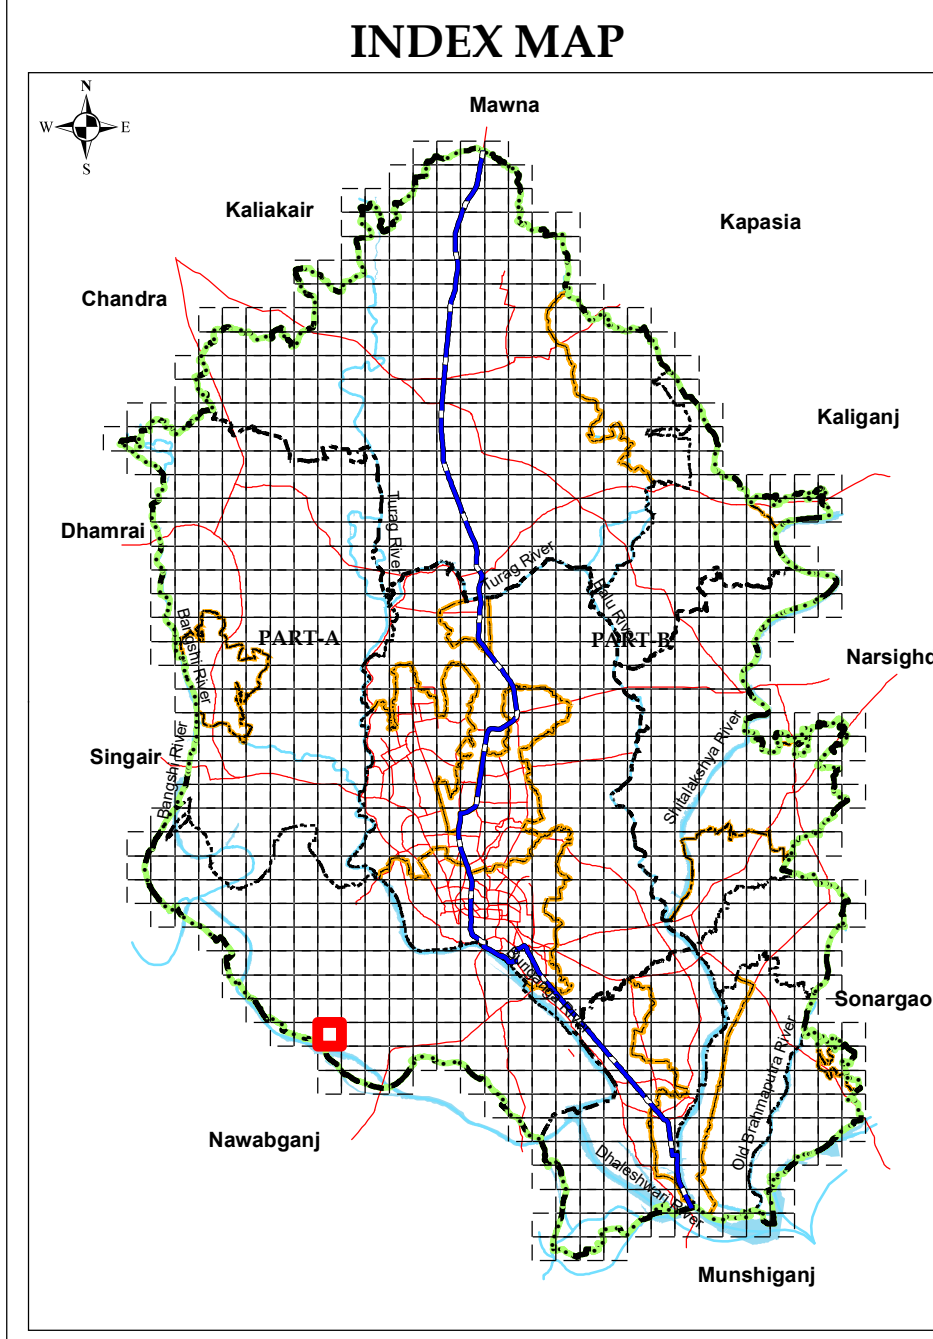 INDEX MAP
N
W
E
S
Mawna
Kaliakair
Kapasia
Chandra
Kaliganj
Dhamrai
Turag River
Turag River
Balu River
Bangshi River
PART-A
PART-B
Narsighd
Singair
Bangshi River
Shitalakshya River
Buriganga River
Sonargao
Old Brahmaputra River
Nawabganj
Dhaleshwari River
Munshiganj